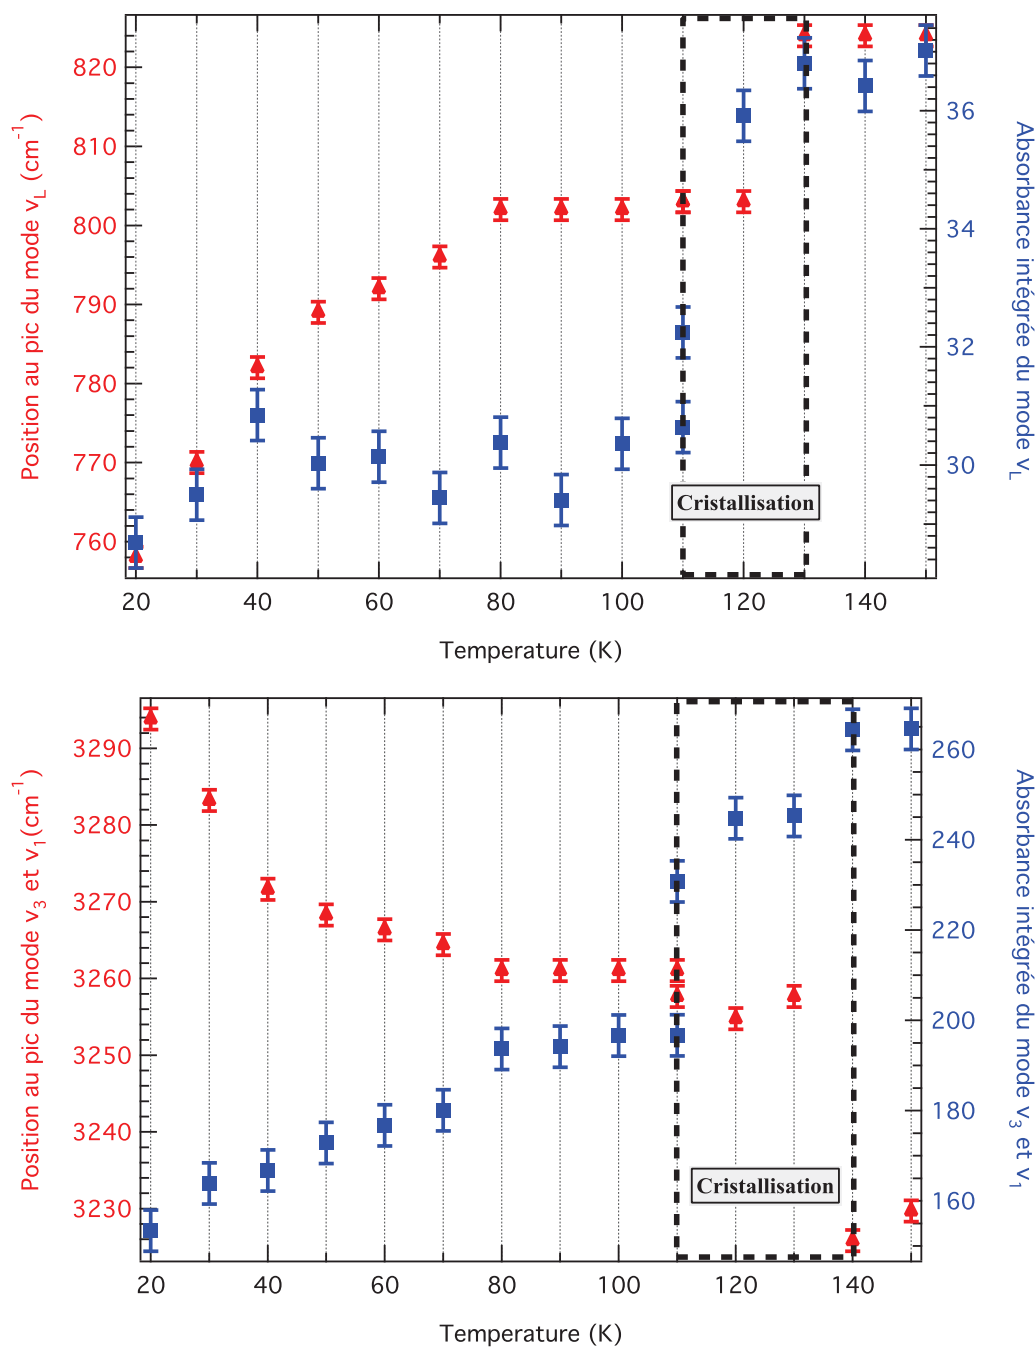 Position au pic du mode ν_L (cm⁻¹)
820
810
800
790
780
770
760
36
34
32
30
Absorbance intégrée du mode ν_L
Cristallisation
20 40 60 80 100 120 140
Temperature (K)
Position au pic du mode ν₃ et ν₁(cm⁻¹)
3290
3280
3270
3260
3250
3240
3230
260
240
220
200
180
160
Absorbance intégrée du mode ν₃ et ν₁
Cristallisation
20 40 60 80 100 120 140
Temperature (K)